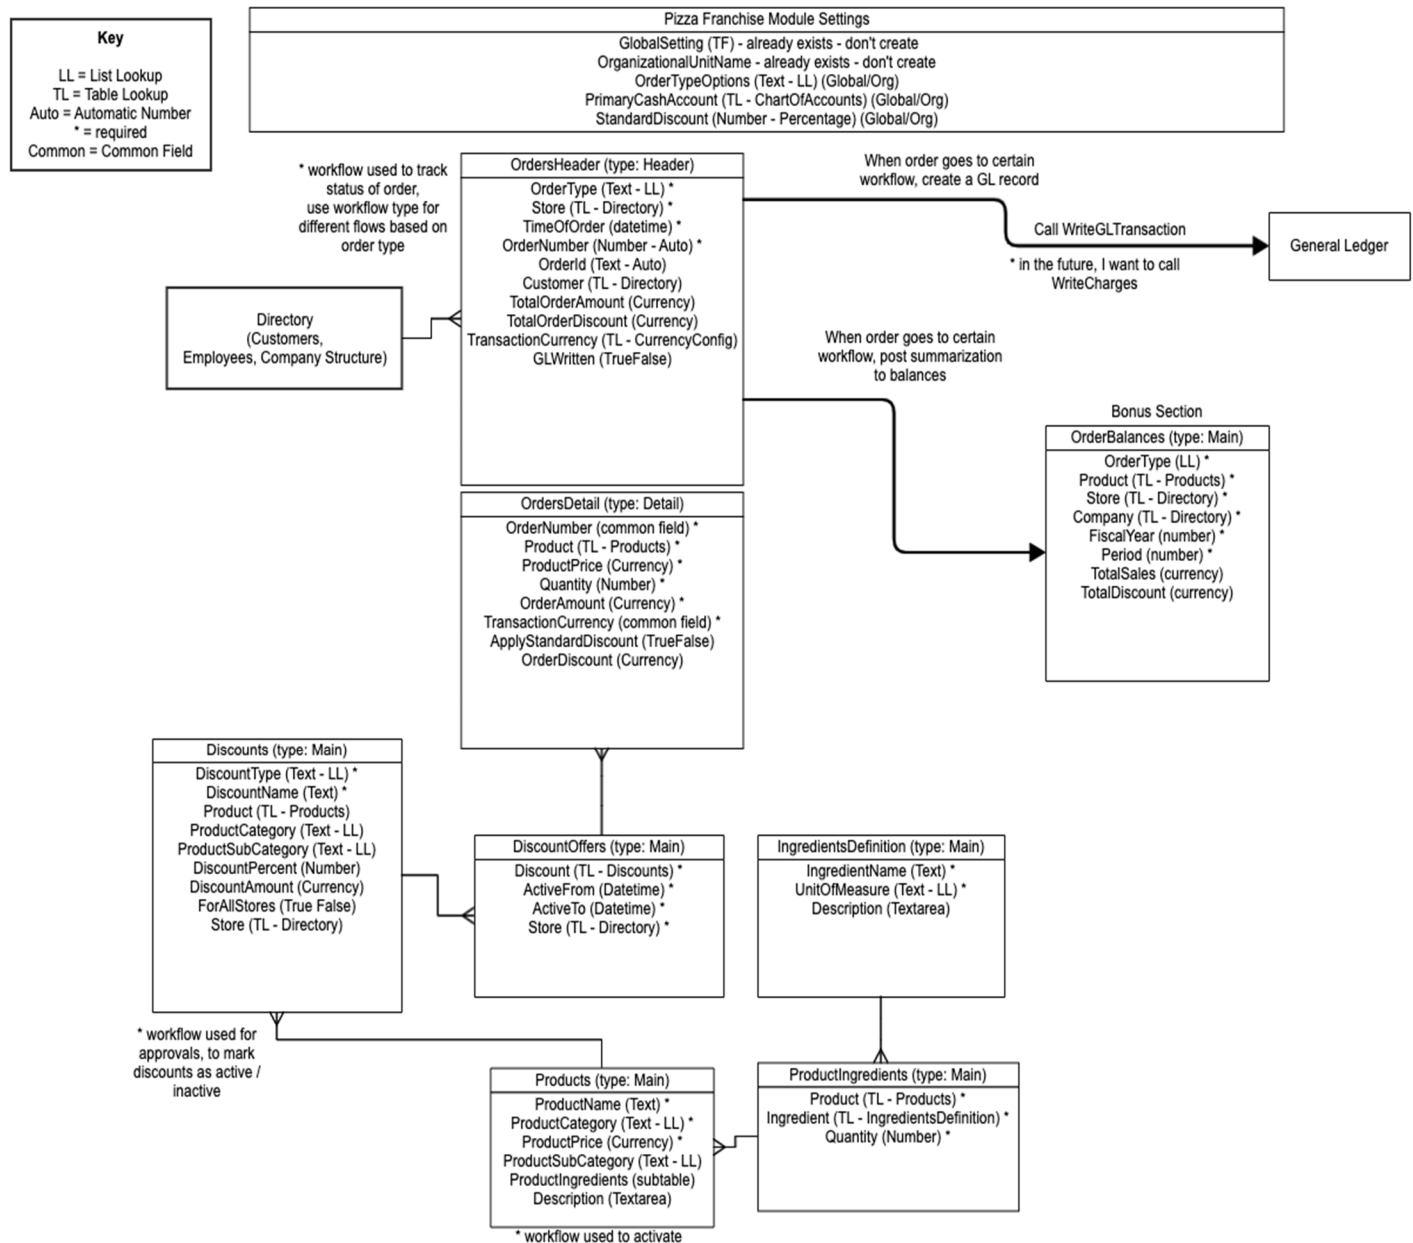 Key
LL = List Lookup
TL = Table Lookup
Auto = Automatic Number
* = required
Common = Common Field
Pizza Franchise Module Settings
GlobalSetting (TF) - already exists - don't create
OrganizationalUnitName - already exists - don't create
OrderTypeOptions (Text - LL) (Global/Org)
PrimaryCashAccount (TL - ChartOfAccounts) (Global/Org)
StandardDiscount (Number - Percentage) (Global/Org)
* workflow used to track
status of order,
use workflow type for
different flows based on
order type
OrdersHeader (type: Header)
OrderType (Text - LL) *
Store (TL - Directory) *
TimeOfOrder (datetime) *
OrderNumber (Number - Auto) *
OrderId (Text - Auto)
Customer (TL - Directory)
TotalOrderAmount (Currency)
TotalOrderDiscount (Currency)
TransactionCurrency (TL - CurrencyConfig)
GLWritten (TrueFalse)
When order goes to certain
workflow, create a GL record
Call WriteGLTransaction
* in the future, I want to call
WriteCharges
General Ledger
Directory
(Customers,
Employees, Company Structure)
When order goes to certain
workflow, post summarization
to balances
Bonus Section
OrderBalances (type: Main)
OrderType (LL) *
Product (TL - Products) *
Store (TL - Directory) *
Company (TL - Directory) *
FiscalYear (number) *
Period (number) *
TotalSales (currency)
TotalDiscount (currency)
OrdersDetail (type: Detail)
OrderNumber (common field) *
Product (TL - Products) *
ProductPrice (Currency) *
Quantity (Number) *
OrderAmount (Currency) *
TransactionCurrency (common field) *
ApplyStandardDiscount (TrueFalse)
OrderDiscount (Currency)
Discounts (type: Main)
DiscountType (Text - LL) *
DiscountName (Text) *
Product (TL - Products)
ProductCategory (Text - LL)
ProductSubCategory (Text - LL)
DiscountPercent (Number)
DiscountAmount (Currency)
ForAllStores (True False)
Store (TL - Directory)
DiscountOffers (type: Main)
Discount (TL - Discounts) *
ActiveFrom (Datetime) *
ActiveTo (Datetime) *
Store (TL - Directory) *
IngredientsDefinition (type: Main)
IngredientName (Text) *
UnitOfMeasure (Text - LL) *
Description (Textarea)
* workflow used for
approvals, to mark
discounts as active /
inactive
Products (type: Main)
ProductName (Text) *
ProductCategory (Text - LL) *
ProductPrice (Currency) *
ProductSubCategory (Text - LL)
ProductIngredients (subtable)
Description (Textarea)
* workflow used to activate
ProductIngredients (type: Main)
Product (TL - Products) *
Ingredient (TL - IngredientsDefinition) *
Quantity (Number) *